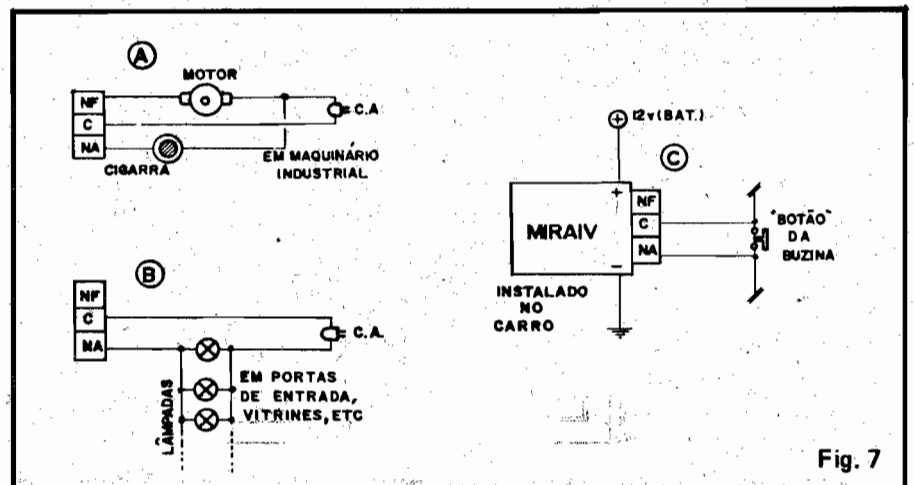 A
MOTOR
NF
C
NA
C.A
CIGARRA
EM MAQUINÁRIO
INDUSTRIAL
B
NF
C
NA
C.A.
LÂMPADAS
EM PORTAS
DE ENTRADA,
VITRINES, ETC
12v (BAT.)
C
+
MIRAIV
-
NF
C
NA
"BOTÃO"
DA
BUZINA
INSTALADO
NO
CARRO
Fig. 7